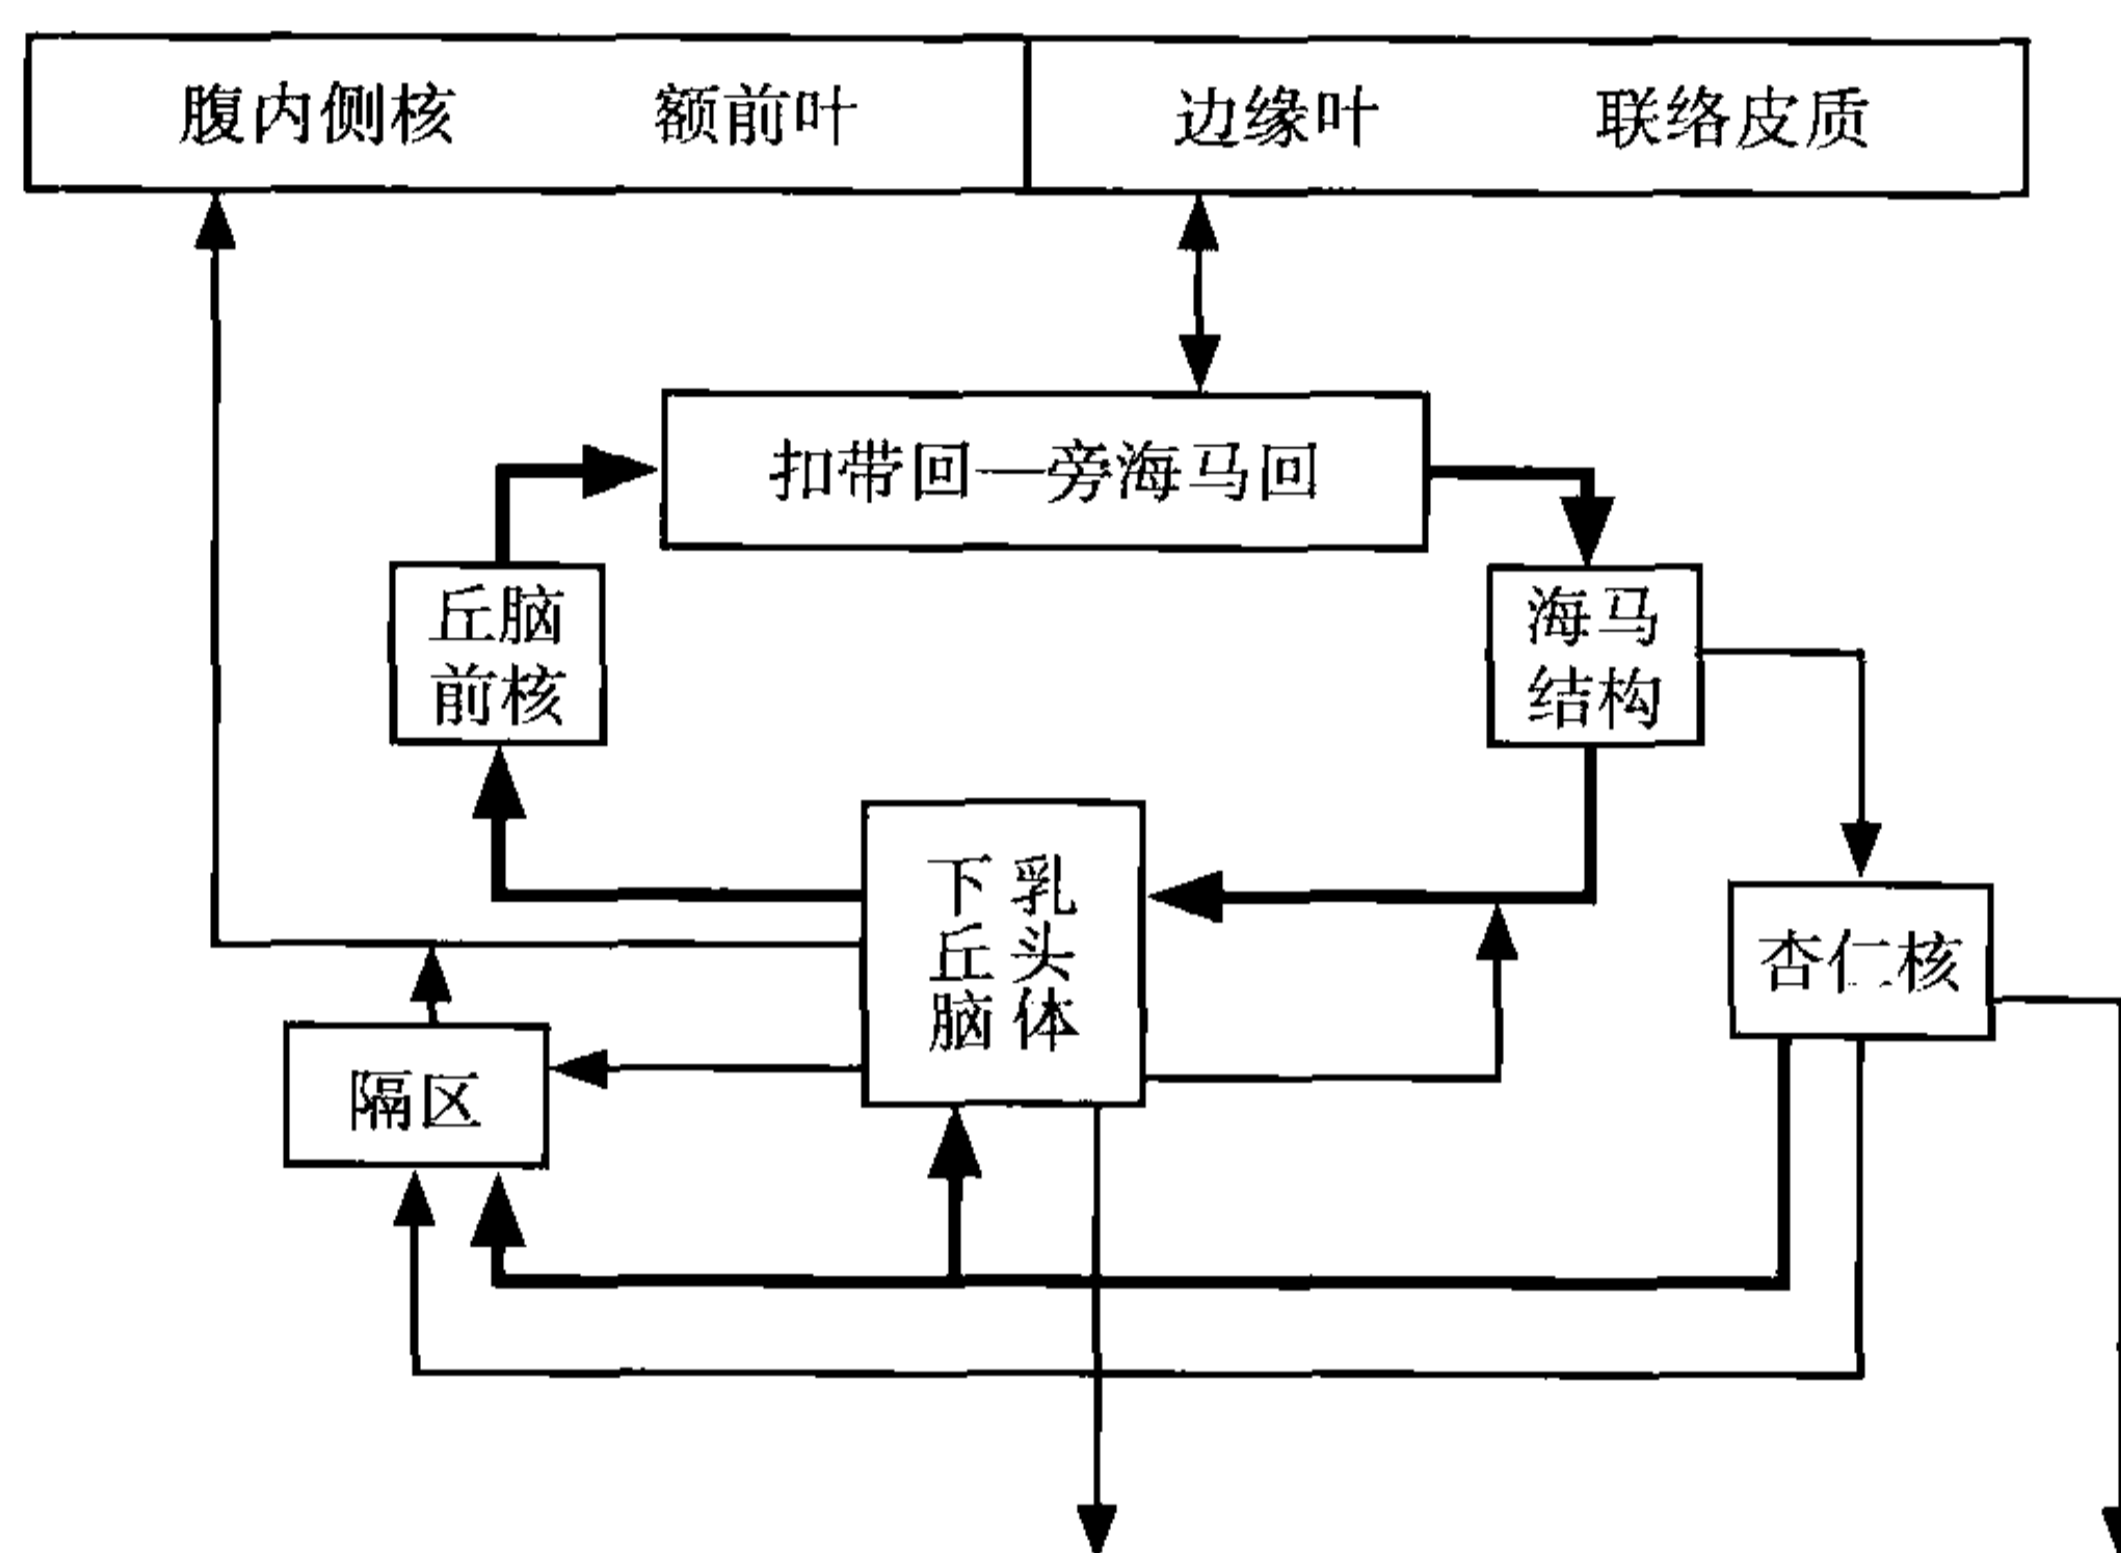 腹内侧核 额前叶 边缘叶 联络皮质
扣带回—旁海马回
丘脑
前核
海马
结构
下丘脑
乳头体
杏仁核
隔区